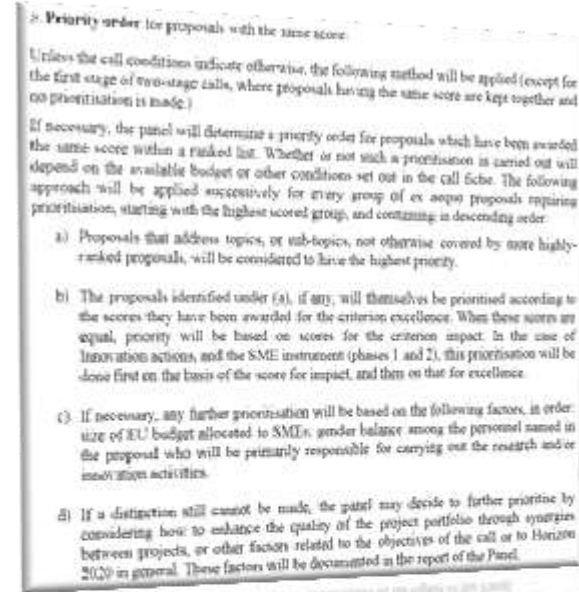 Priority order for proposals with the same score
Unless the call conditions indicate otherwise, the following method will be applied (except for
the first stage of two-stage calls, where proposals having the same score are kept together and
no prioritisation is made.)
If necessary, the panel will determine a priority order for proposals which have been awarded
the same score within a ranked list. Whether or not such a prioritisation is carried out will
depend on the available budget or other conditions set out in the call fiche. The following
approach will be applied successively for every group of ex aequo proposals requiring
prioritisation, starting with the highest scored group, and continuing in descending order:
a) Proposals that address topics, or sub-topics, not otherwise covered by more highly-
ranked proposals, will be considered to have the highest priority.
b) The proposals identified under (a), if any, will themselves be prioritised according to
the scores they have been awarded for the criterion excellence. When these scores are
equal, priority will be based on scores for the criterion impact. In the case of
Innovation actions, and the SME instrument (phases 1 and 2), this prioritisation will be
done first on the basis of the score for impact, and then on that for excellence.
c) If necessary, any further prioritisation will be based on the following factors, in order:
size of EU budget allocated to SMEs; gender balance among the personnel named in
the proposal who will be primarily responsible for carrying out the research and/or
innovation activities.
d) If a distinction still cannot be made, the panel may decide to further prioritise by
considering how to enhance the quality of the project portfolio through synergies
between projects, or other factors related to the objectives of the call or to Horizon
2020 in general. These factors will be documented in the report of the Panel.